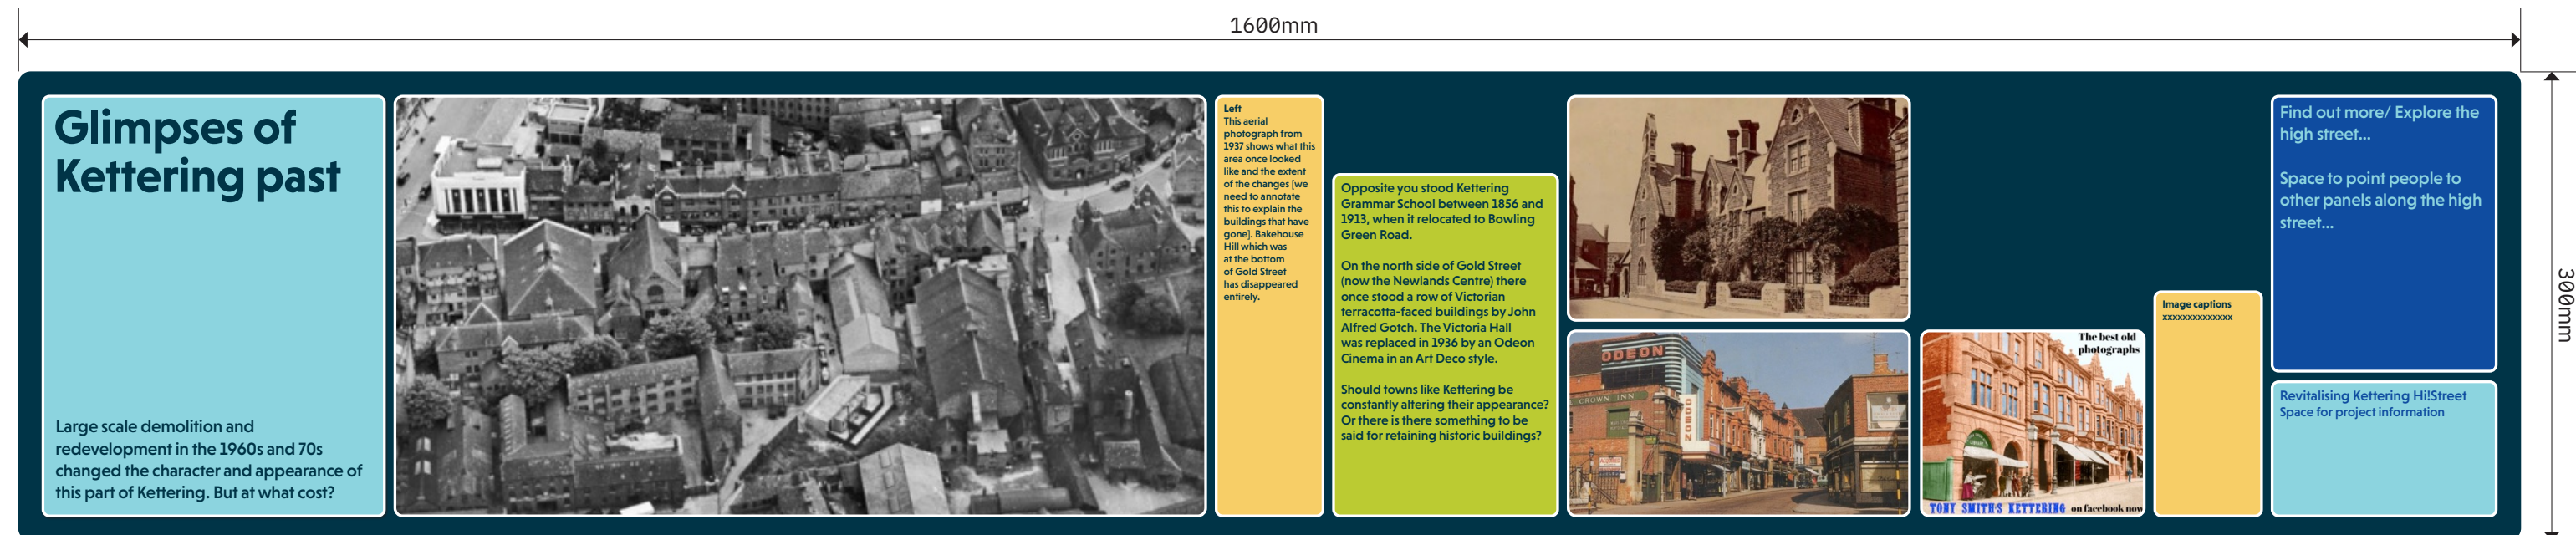 1600mm
Glimpses of
Kettering past
Large scale demolition and
redevelopment in the 1960s and 70s
changed the character and appearance of
this part of Kettering. But at what cost?
Left
This aerial
photograph from
1937 shows what this
area once looked
like and the extent
of the changes [we
need to annotate
this to explain the
buildings that have
gone]. Bakehouse
Hill which was
at the bottom
of Gold Street
has disappeared
entirely.
Opposite you stood Kettering
Grammar School between 1856 and
1913, when it relocated to Bowling
Green Road.
On the north side of Gold Street
(now the Newlands Centre) there
once stood a row of Victorian
terracotta-faced buildings by John
Alfred Gotch. The Victoria Hall
was replaced in 1936 by an Odeon
Cinema in an Art Deco style.
Should towns like Kettering be
constantly altering their appearance?
Or there is there something to be
said for retaining historic buildings?
ODEON
CROWN INN
ODEON
The best old
photographs
TONY SMITH'S KETTERING on facebook now
Image captions
xxxxxxxxxxxxxx
Find out more/ Explore the
high street...
Space to point people to
other panels along the high
street...
Revitalising Kettering Hi!Street
Space for project information
300mm